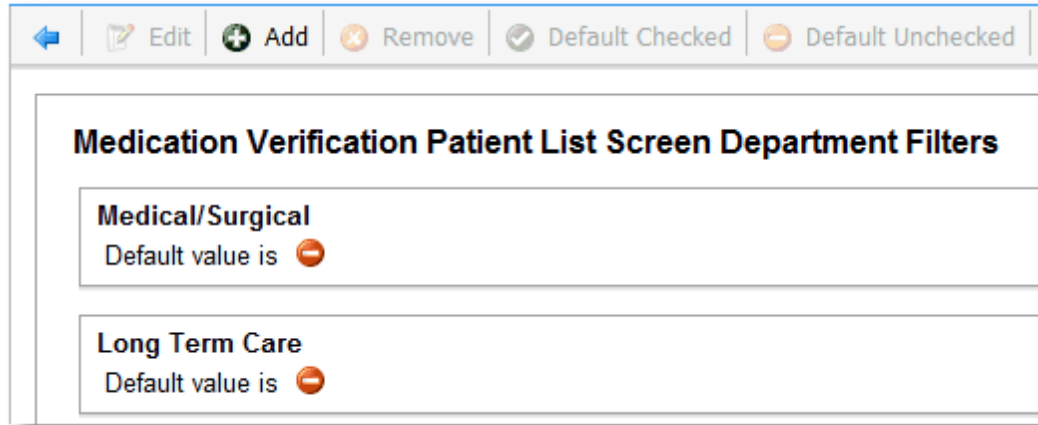 Edit Add Remove Default Checked Default Unchecked
Medication Verification Patient List Screen Department Filters
Medical/Surgical
Default value is
Long Term Care
Default value is